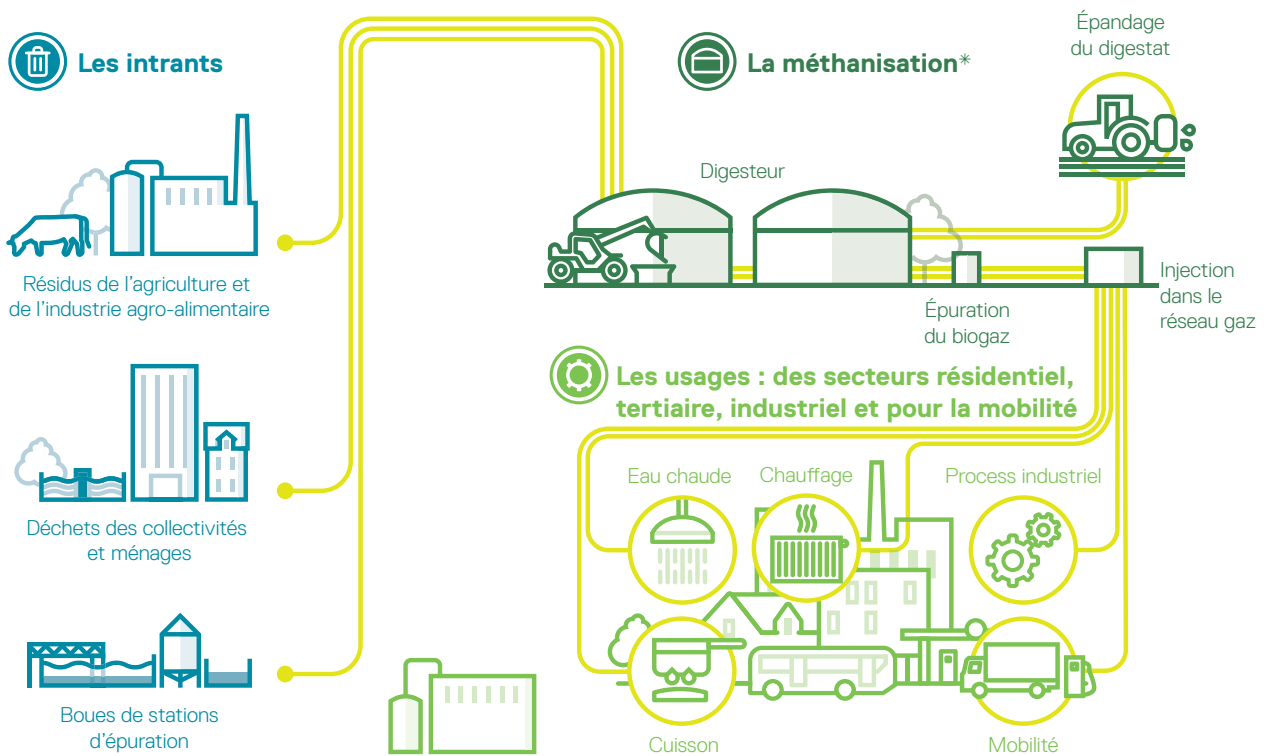 Les intrants
Résidus de l'agriculture et
de l'industrie agro-alimentaire
Déchets des collectivités
et ménages
Boues de stations
d'épuration
La méthanisation*
Digesteur
Épandage
du digestat
Épuration
du biogaz
Injection
dans le
réseau gaz
Les usages : des secteurs résidentiel,
tertiaire, industriel et pour la mobilité
Eau chaude
Chauffage
Process industriel
Cuisson
Mobilité